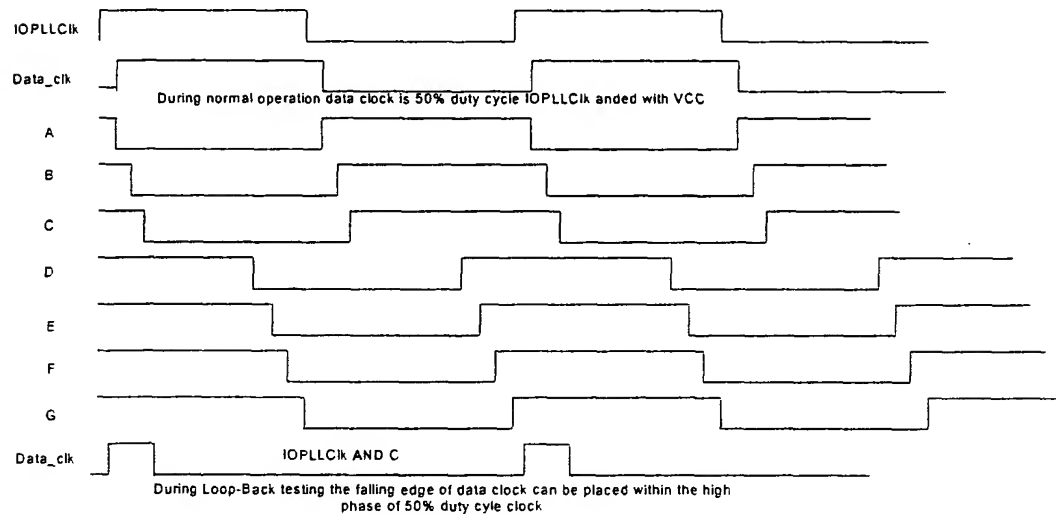 IOPLLClk
Data_clk
During normal operation data clock is 50% duty cycle IOPLLClk anded with VCC
A
B
C
D
E
F
G
Data_clk
IOPLLClk AND C
During Loop-Back testing the falling edge of data clock can be placed within the high
phase of 50% duty cyle clock